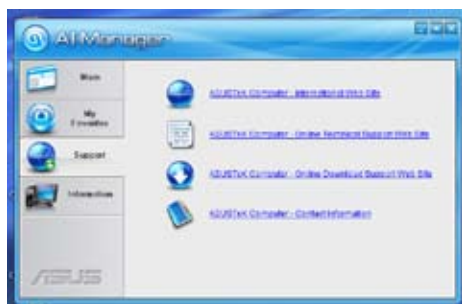 AI Manager
Main
My
Favorites
Support
Information
ASUSTeK Computer - International Web Site
ASUSTeK Computer - Online Technical Support Web Site
ASUSTeK Computer - Online Download Support Web Site
ASUSTeK Computer - Contact Information
ASUS